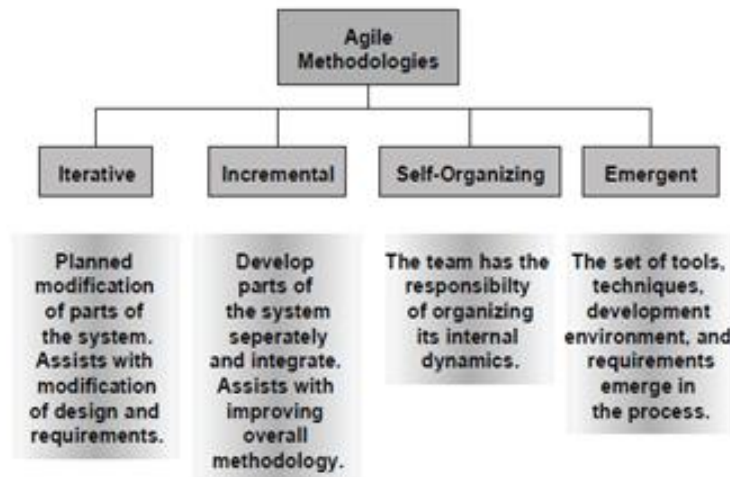 Agile
Methodologies
Iterative
Incremental
Self-Organizing
Emergent
Planned
modification
of parts of
the system.
Assists with
modification
of design and
requirements.
Develop
parts of
the system
seperately
and integrate.
Assists with
improving
overall
methodology.
The team has the
responsibilty
of organizing
its internal
dynamics.
The set of tools,
techniques,
development
environment, and
requirements
emerge in
the process.